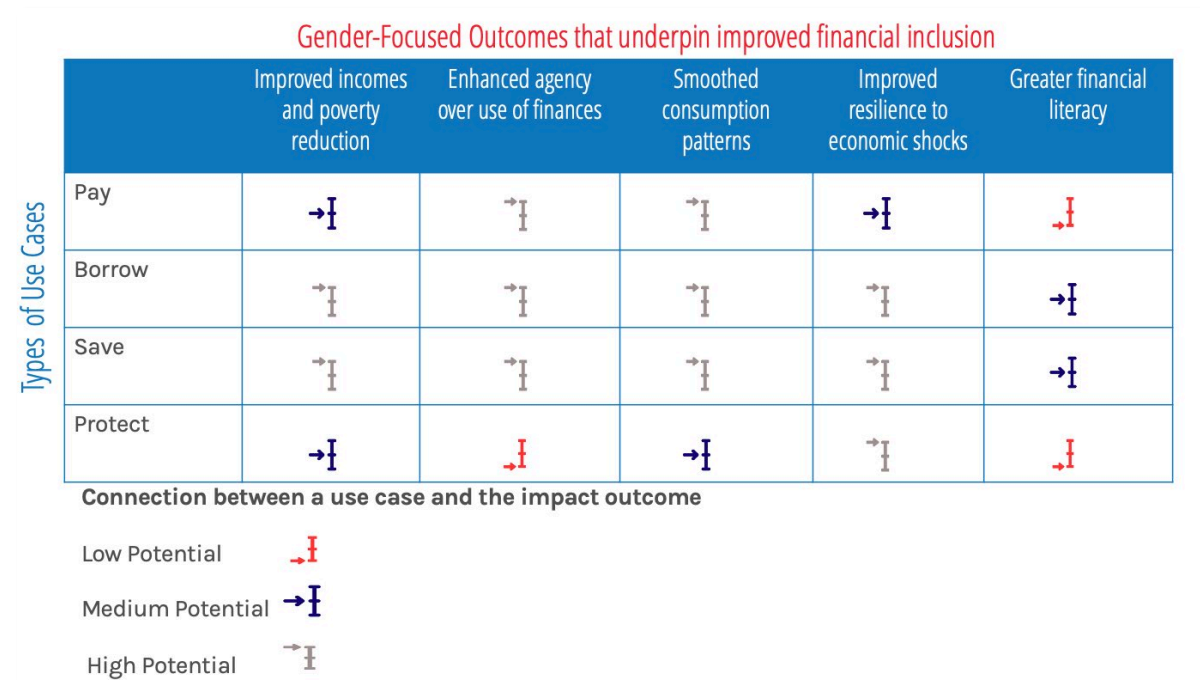 Gender-Focused Outcomes that underpin improved financial inclusion
Improved incomes
and poverty
reduction
Enhanced agency
over use of finances
Smoothed
consumption
patterns
Improved
resilience to
economic shocks
Greater financial
literacy
Types of Use Cases
Pay
Borrow
Save
Protect
Connection between a use case and the impact outcome
Low Potential
Medium Potential
High Potential